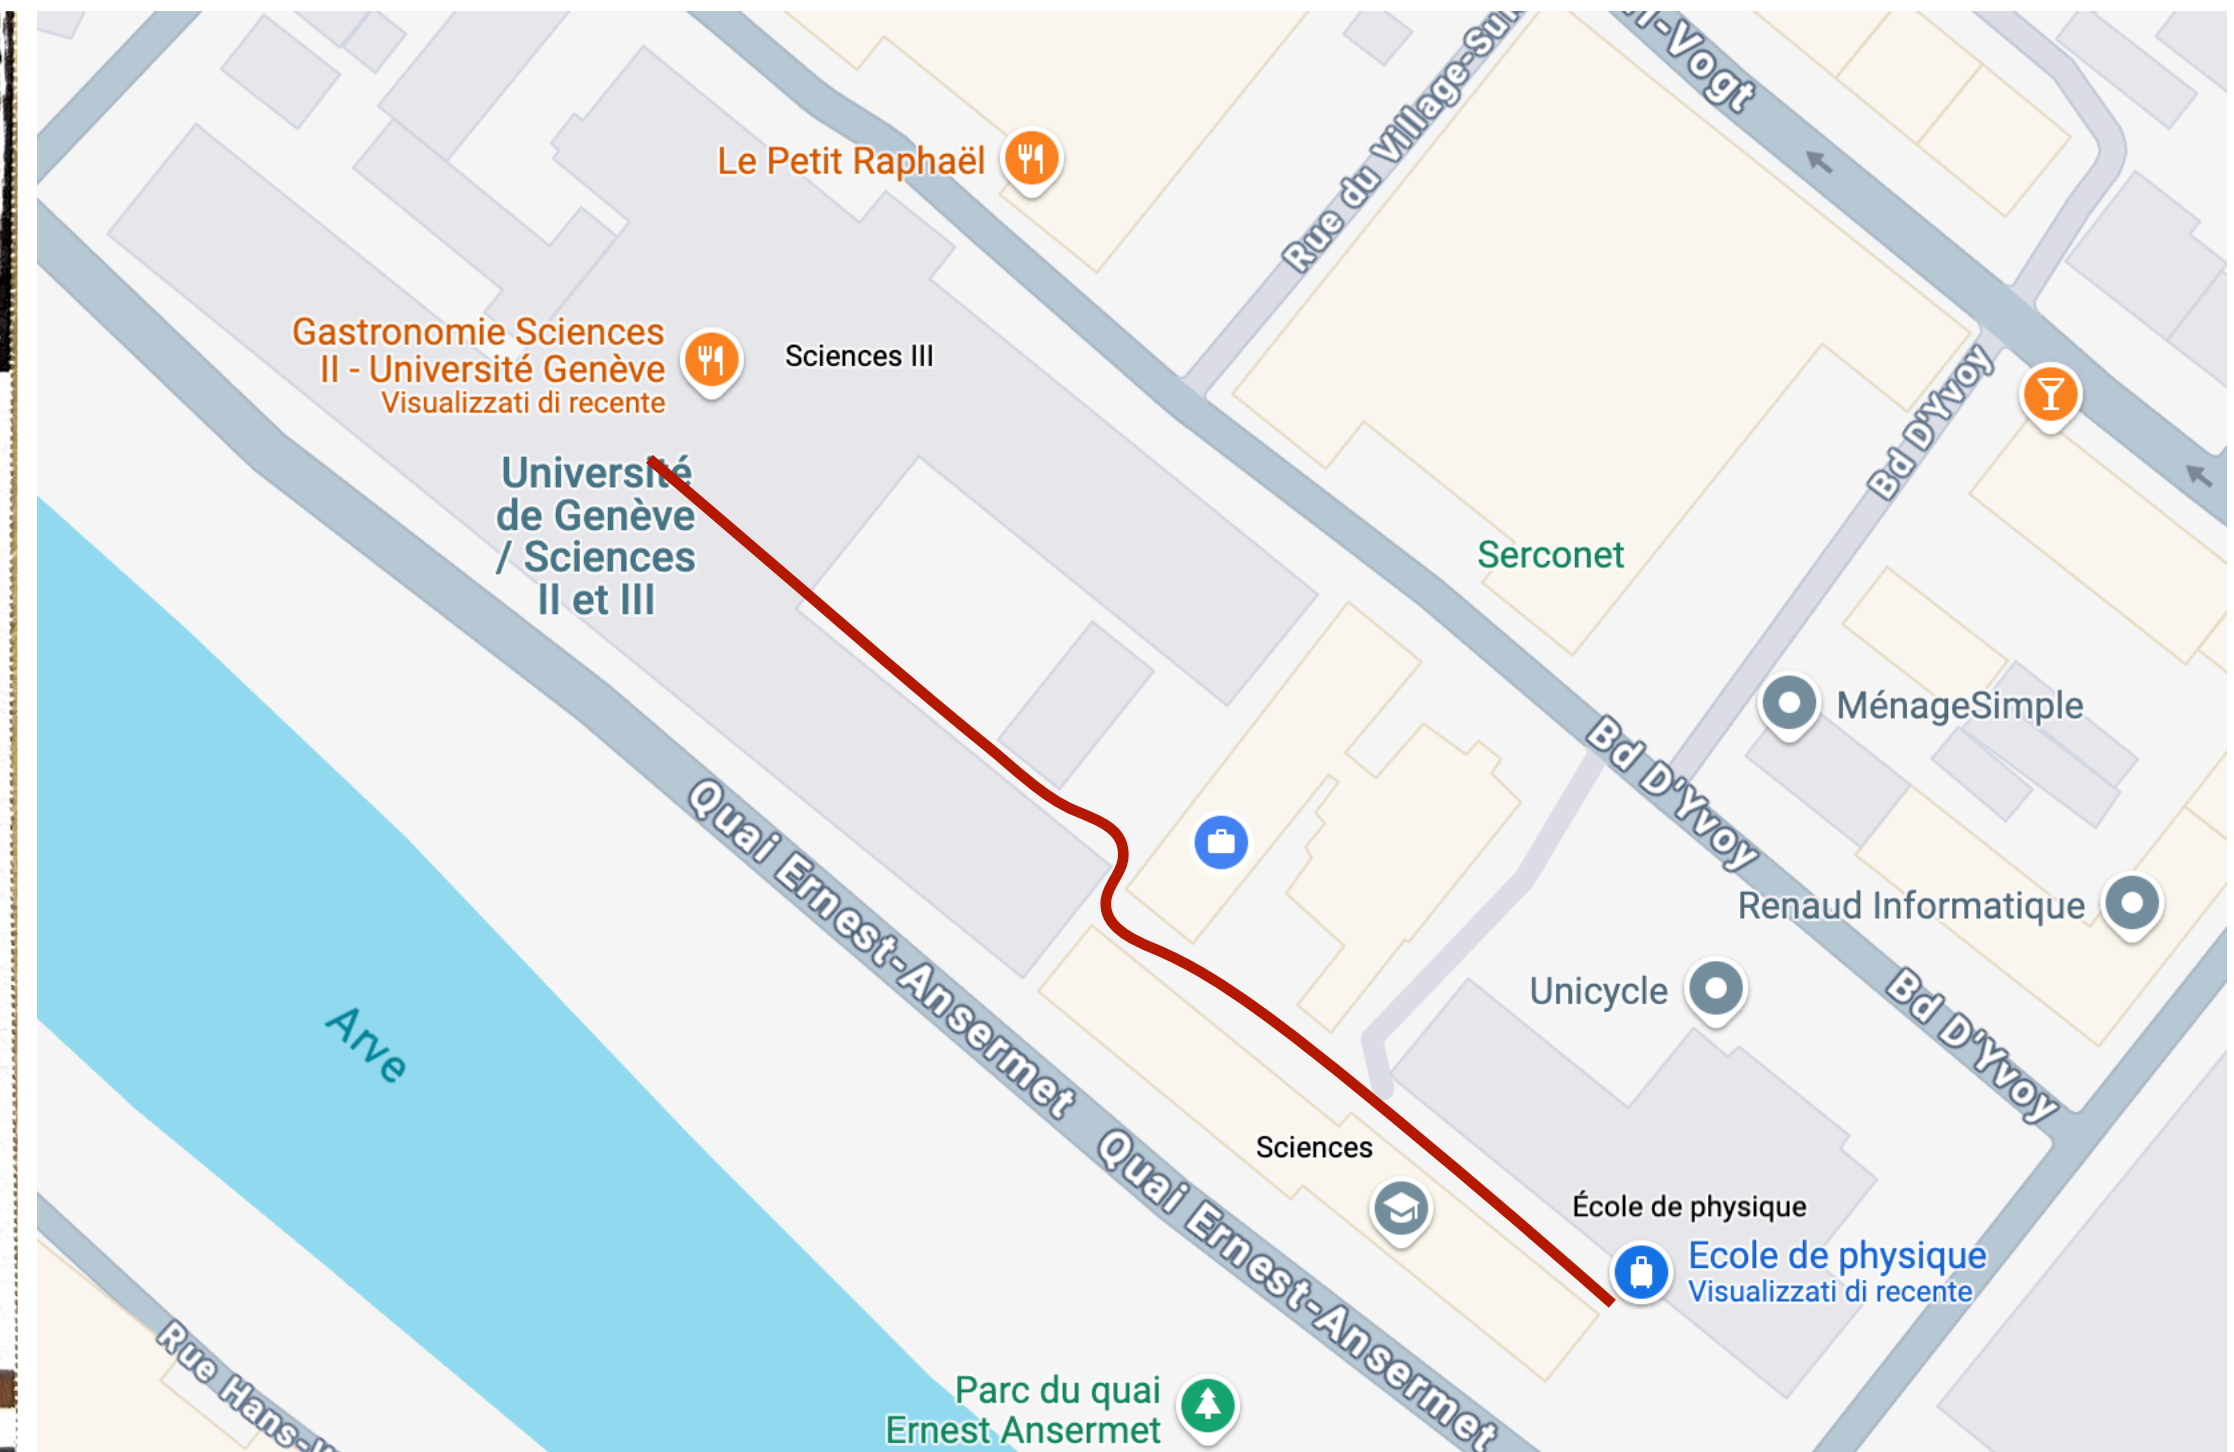 -Vogt
Rue du Village-Sui
Le Petit Raphaël
Gastronomie Sciences
II - Université Genève
Visualizzati di recente
Sciences III
Bd D'Yvoy
Université
de Genève
/ Sciences
II et III
Serconet
MénageSimple
Bd D'Yvoy
Quai Ernest-Ansermet
Renaud Informatique
Unicycle
Bd D'Yvoy
Arve
Sciences
Quai Ernest-Ansermet
École de physique
Ecole de physique
Visualizzati di recente
Rue Hans-
Parc du quai
Ernest Ansermet